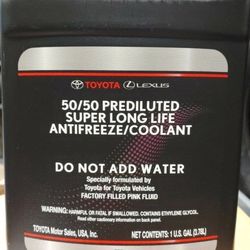 TOYOTA LEXUS
50/50 PREDILUTED
SUPER LONG LIFE
ANTIFREEZE/COOLANT
DO NOT ADD WATER
Specially formulated by
Toyota for Toyota Vehicles
FACTORY FILLED PINK FLUID
WARNING: HARMFUL OR FATAL IF SWALLOWED. CONTAINS ETHYLENE GLYCOL.
TOYOTA Motor Sales, USA, Inc. CONTENTS: 1 U.S. GAL (3.78L)